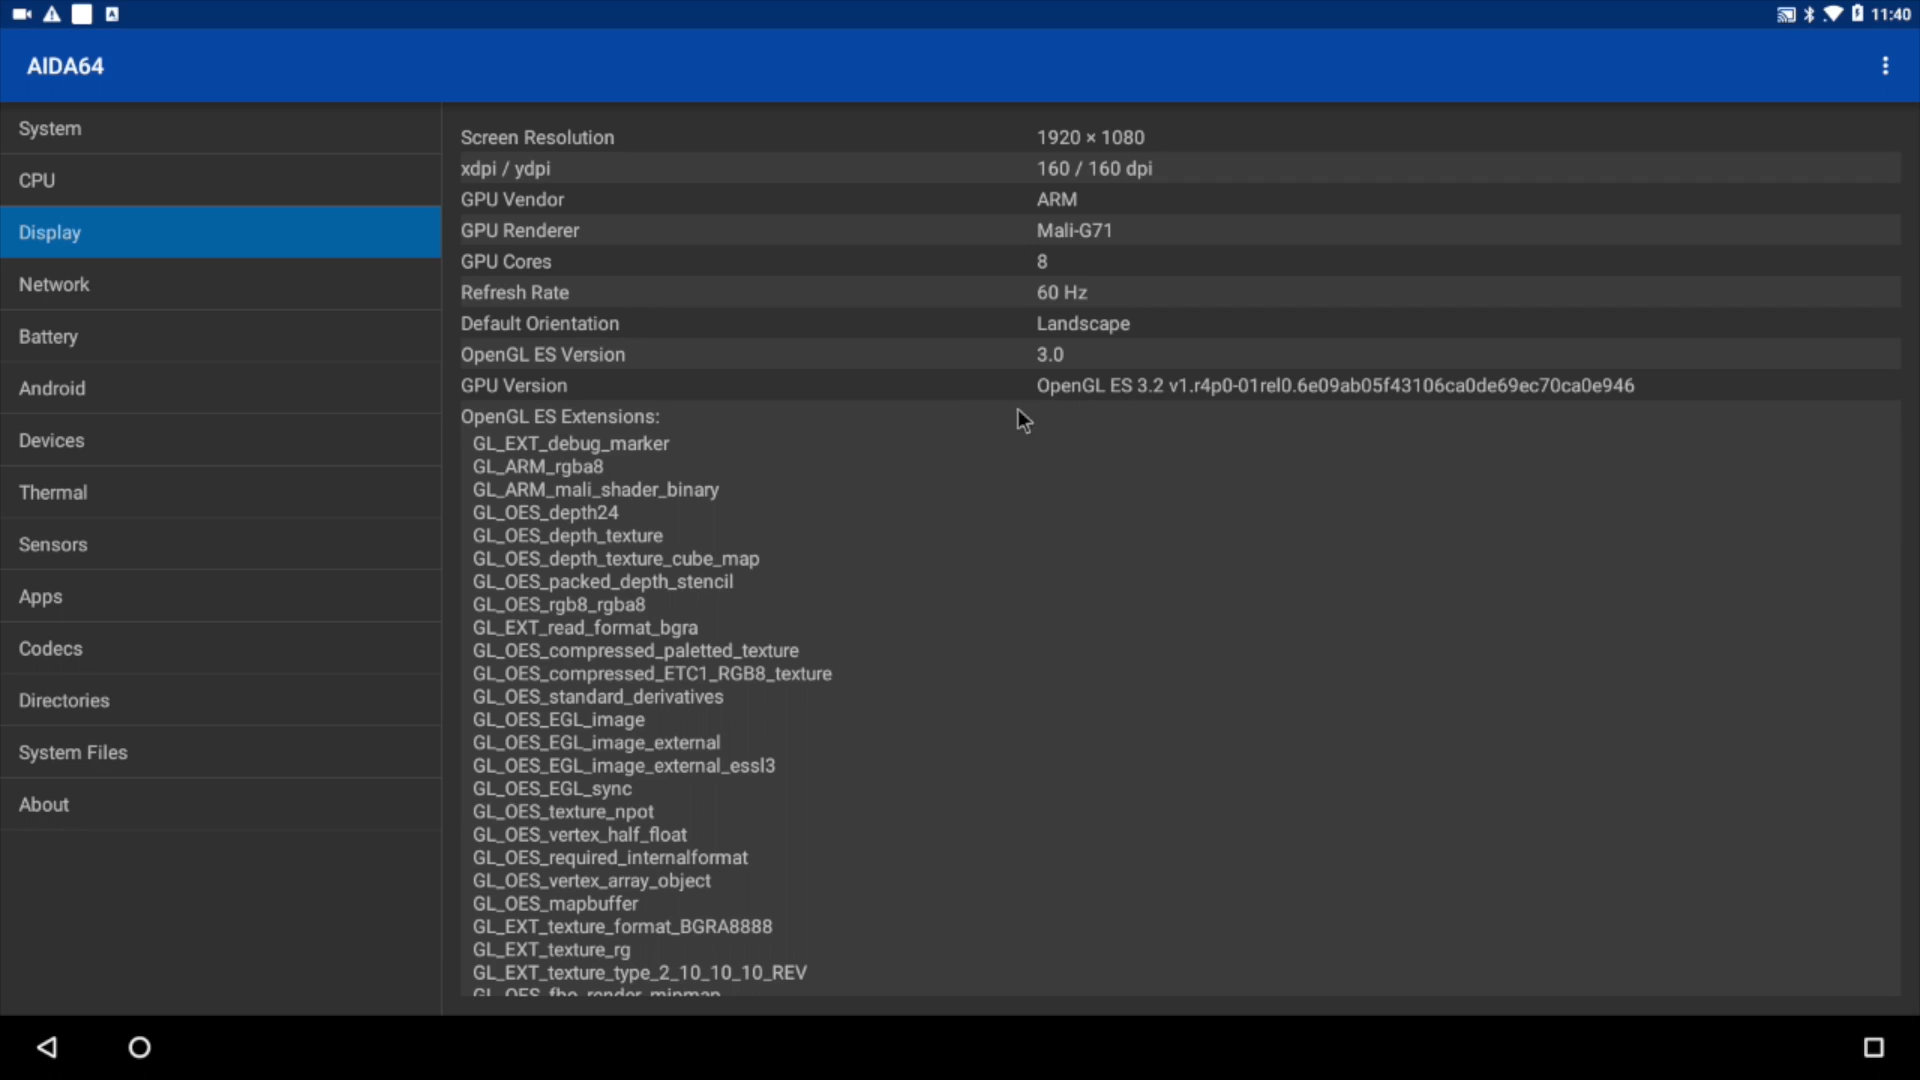 11:40
AIDA64
System
CPU
Display
Network
Battery
Android
Devices
Thermal
Sensors
Apps
Codecs
Directories
System Files
About
Screen Resolution 1920 × 1080
xdpi / ydpi 160 / 160 dpi
GPU Vendor ARM
GPU Renderer Mali-G71
GPU Cores 8
Refresh Rate 60 Hz
Default Orientation Landscape
OpenGL ES Version 3.0
GPU Version OpenGL ES 3.2 v1.r4p0-01rel0.6e09ab05f43106ca0de69ec70ca0e946
OpenGL ES Extensions:
GL_EXT_debug_marker
GL_ARM_rgba8
GL_ARM_mali_shader_binary
GL_OES_depth24
GL_OES_depth_texture
GL_OES_depth_texture_cube_map
GL_OES_packed_depth_stencil
GL_OES_rgb8_rgba8
GL_EXT_read_format_bgra
GL_OES_compressed_paletted_texture
GL_OES_compressed_ETC1_RGB8_texture
GL_OES_standard_derivatives
GL_OES_EGL_image
GL_OES_EGL_image_external
GL_OES_EGL_image_external_essl3
GL_OES_EGL_sync
GL_OES_texture_npot
GL_OES_vertex_half_float
GL_OES_required_internalformat
GL_OES_vertex_array_object
GL_OES_mapbuffer
GL_EXT_texture_format_BGRA8888
GL_EXT_texture_rg
GL_EXT_texture_type_2_10_10_10_REV
GL_OES_fbo_render_mipmap